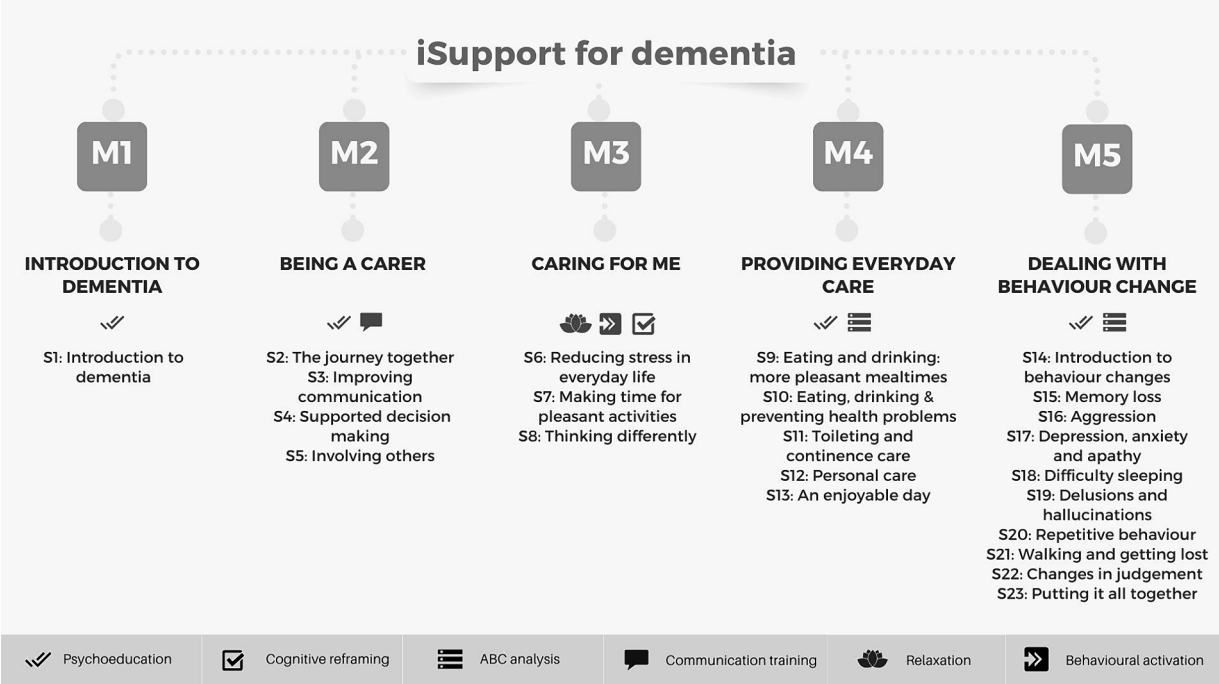 iSupport for dementia
M1
M2
M3
M4
M5
INTRODUCTION TO
DEMENTIA
S1: Introduction to
dementia
BEING A CARER
S2: The journey together
S3: Improving
communication
S4: Supported decision
making
S5: Involving others
CARING FOR ME
S6: Reducing stress in
everyday life
S7: Making time for
pleasant activities
S8: Thinking differently
PROVIDING EVERYDAY
CARE
S9: Eating and drinking:
more pleasant mealtimes
S10: Eating, drinking &
preventing health problems
S11: Toileting and
continence care
S12: Personal care
S13: An enjoyable day
DEALING WITH
BEHAVIOUR CHANGE
S14: Introduction to
behaviour changes
S15: Memory loss
S16: Aggression
S17: Depression, anxiety
and apathy
S18: Difficulty sleeping
S19: Delusions and
hallucinations
S20: Repetitive behaviour
S21: Walking and getting lost
S22: Changes in judgement
S23: Putting it all together
Psychoeducation
Cognitive reframing
ABC analysis
Communication training
Relaxation
Behavioural activation